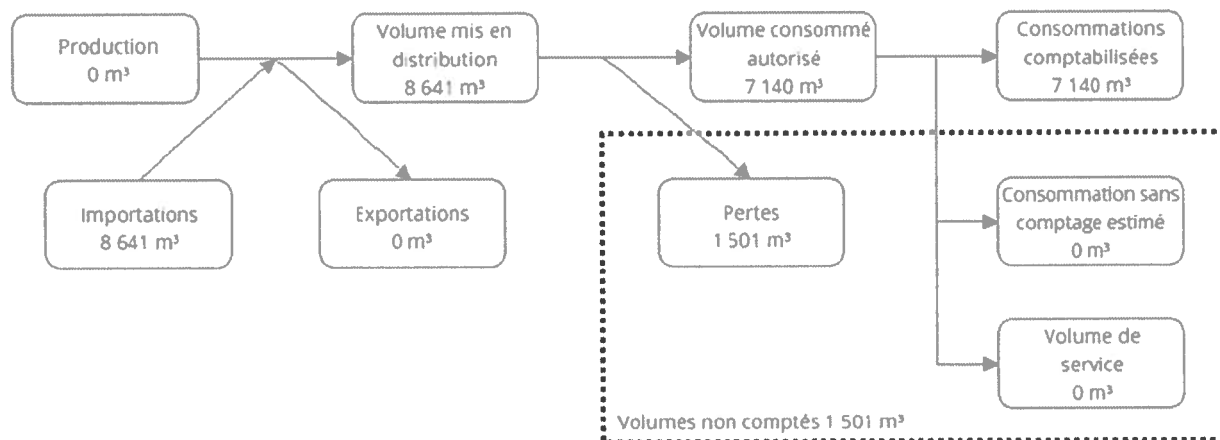 Production
0 m³
Volume mis en
distribution
8 641 m³
Volume consommé
autorisé
7 140 m³
Consommations
comptabilisées
7 140 m³
Importations
8 641 m³
Exportations
0 m³
Pertes
1 501 m³
Consommation sans
comptage estimé
0 m³
Volume de
service
0 m³
Volumes non comptés 1 501 m³